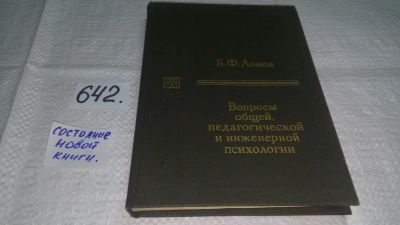 642.
состояние
новой
книги.
Б.Ф.Ломов
Вопросы
общей,
педагогической
и инженерной
психологии